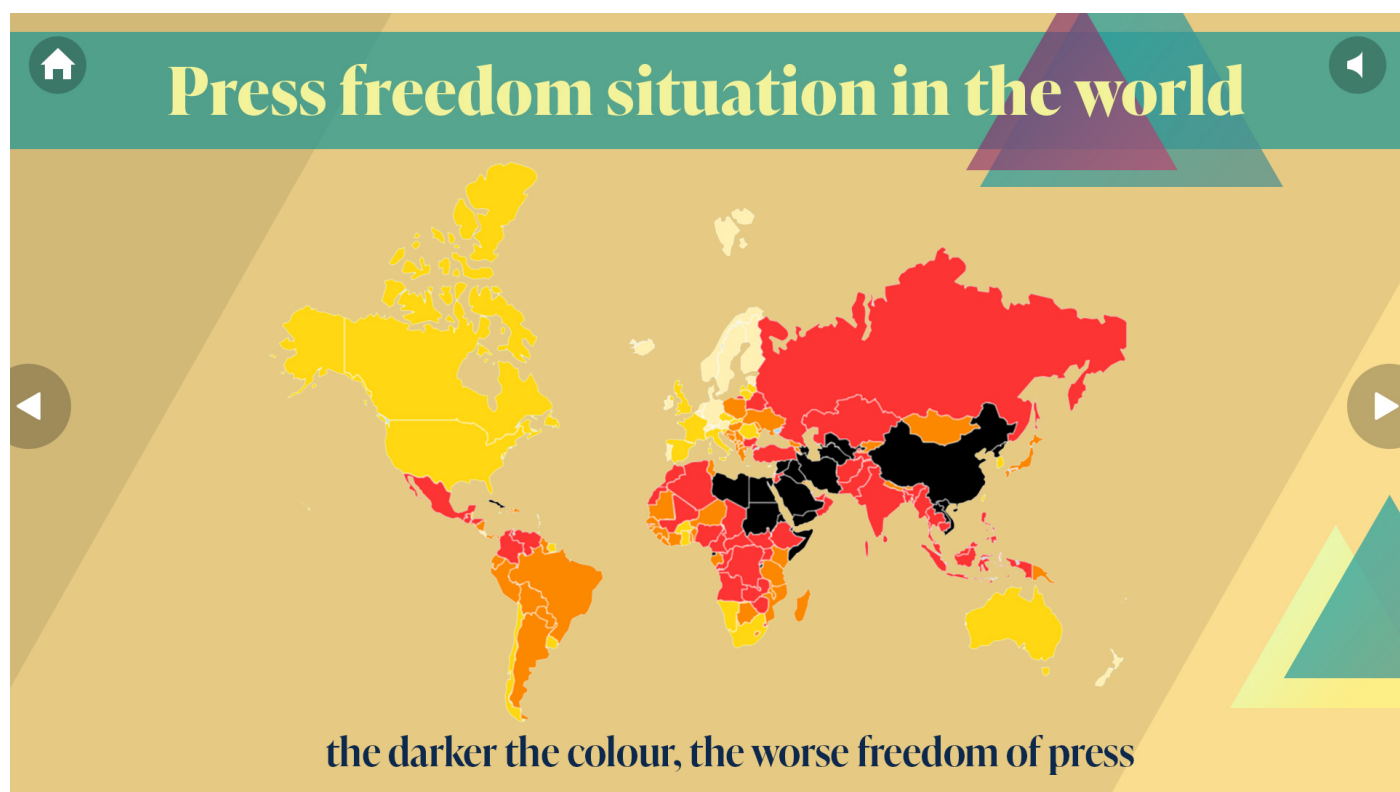 Press freedom situation in the world
the darker the colour, the worse freedom of press